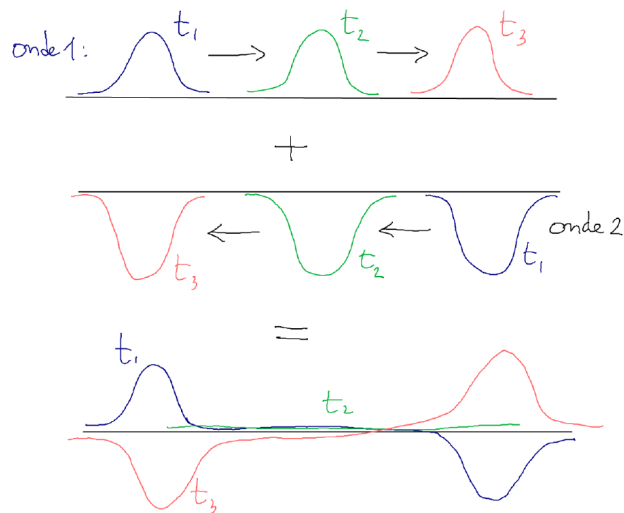 onde 1: t₁ → t₂ → t₃
+
t₃ ← t₂ ← t₁ onde 2
=
t₁ t₂
t₃